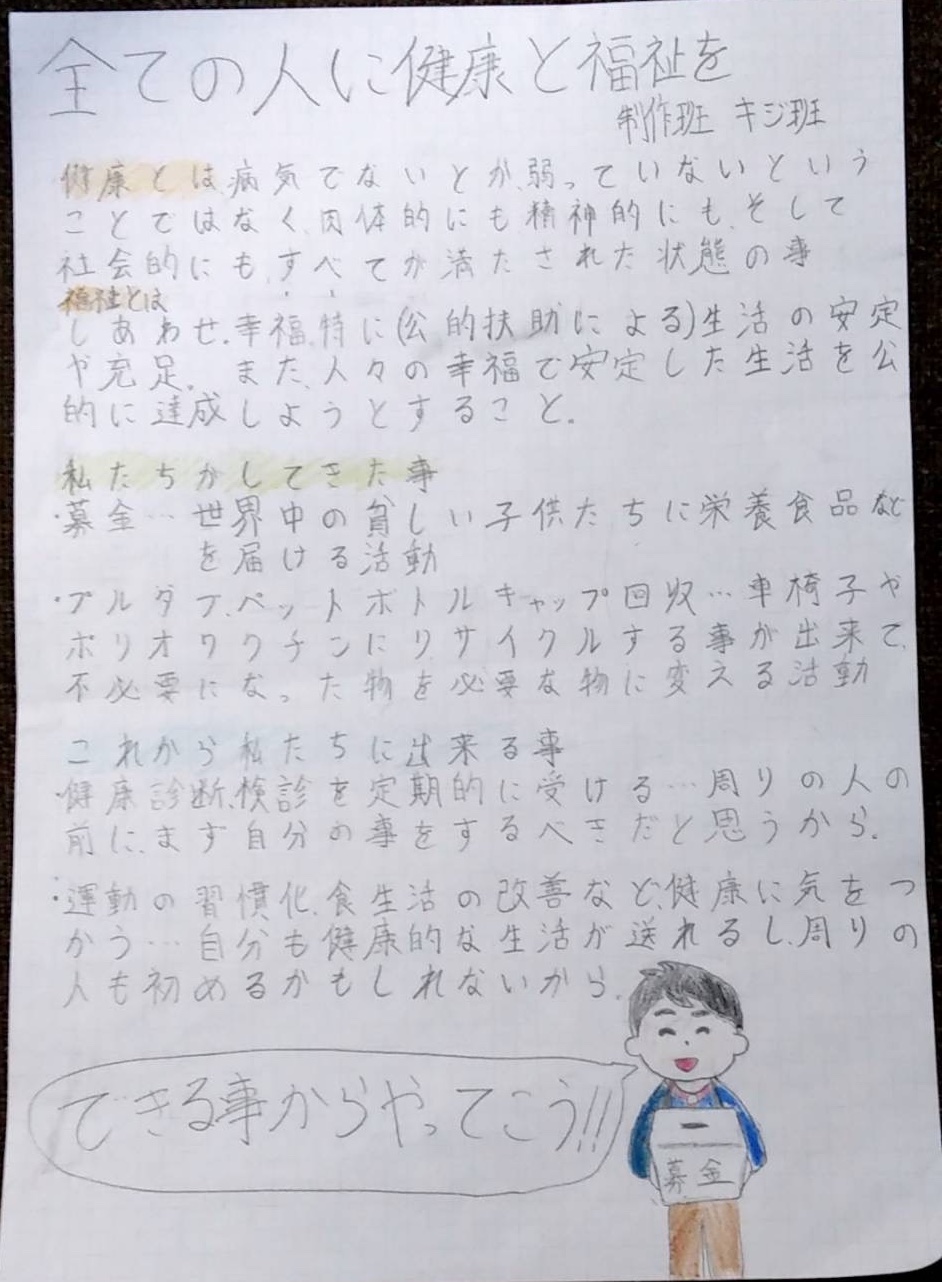 全ての人に健康と福祉を
制作班 キジ班
健康とは、病気でないとか、弱っていないという
ことではなく、肉体的にも精神的にも、そして
社会的にも、すべてが満たされた状態の事
福祉とは
しあわせ。幸福。特に(公的扶助による)生活の安定
や充足。また、人々の幸福で安定した生活を公
的に達成しようとすること。
私たちがしてきた事
・募金…世界中の貧しい子供たちに栄養食品など
を届ける活動
・プルタブ、ペットボトルキャップ回収…車椅子や
ポリオワクチンにリサイクルする事が出来て、
不必要になった物を必要な物に変える活動
これから私たちに出来る事
・健康診断、検診を定期的に受ける…周りの人の
前に、まず自分の事をするべきだと思うから。
・運動の習慣化、食生活の改善など、健康に気をつ
かう…自分も健康的な生活が送れるし、周りの
人も初めるかもしれないから。
できる事からやってこう!!
募金